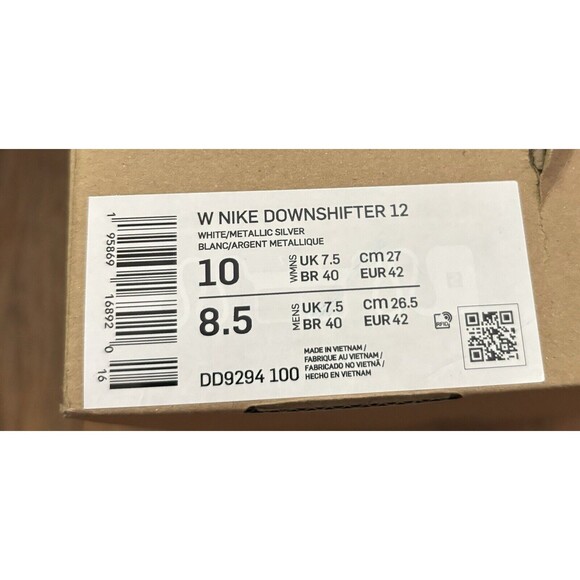 W NIKE DOWNSHIFTER 12
WHITE/METALLIC SILVER
BLANC/ARGENT METALLIQUE
10 WMNS UK 7.5 CM 27
BR 40 EUR 42
8.5 MENS UK 7.5 CM 26.5
BR 40 EUR 42
RFID
DD9294 100
MADE IN VIETNAM /
FABRIQUE AU VIETNAM /
FABRICADO NO VIETNÃ /
HECHO EN VIETNAM
1 95869 16892 0 16